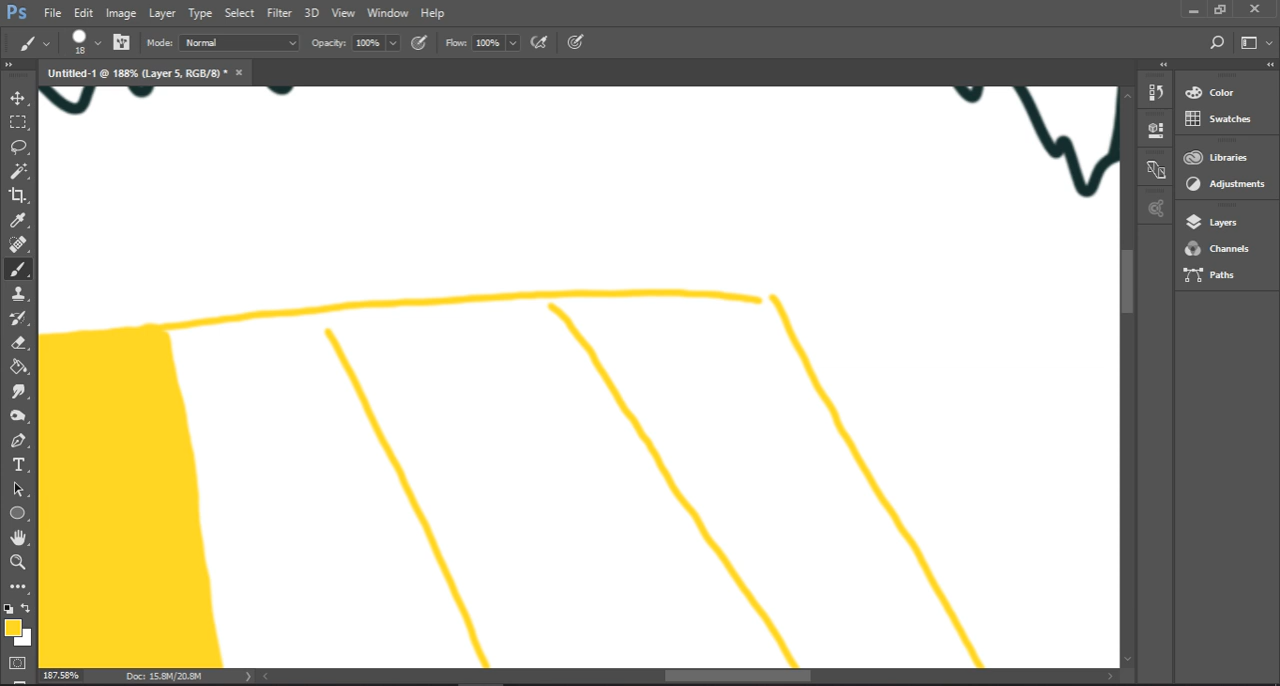 Ps File Edit Image Layer Type Select Filter 3D View Window Help
18 Mode: Normal Opacity: 100% Flow: 100%
Untitled-1 @ 188% (Layer 5, RGB/8) * ×
Color
Swatches
Libraries
Adjustments
Layers
Channels
Paths
T
187.58% Doc: 15.8M/20.8M